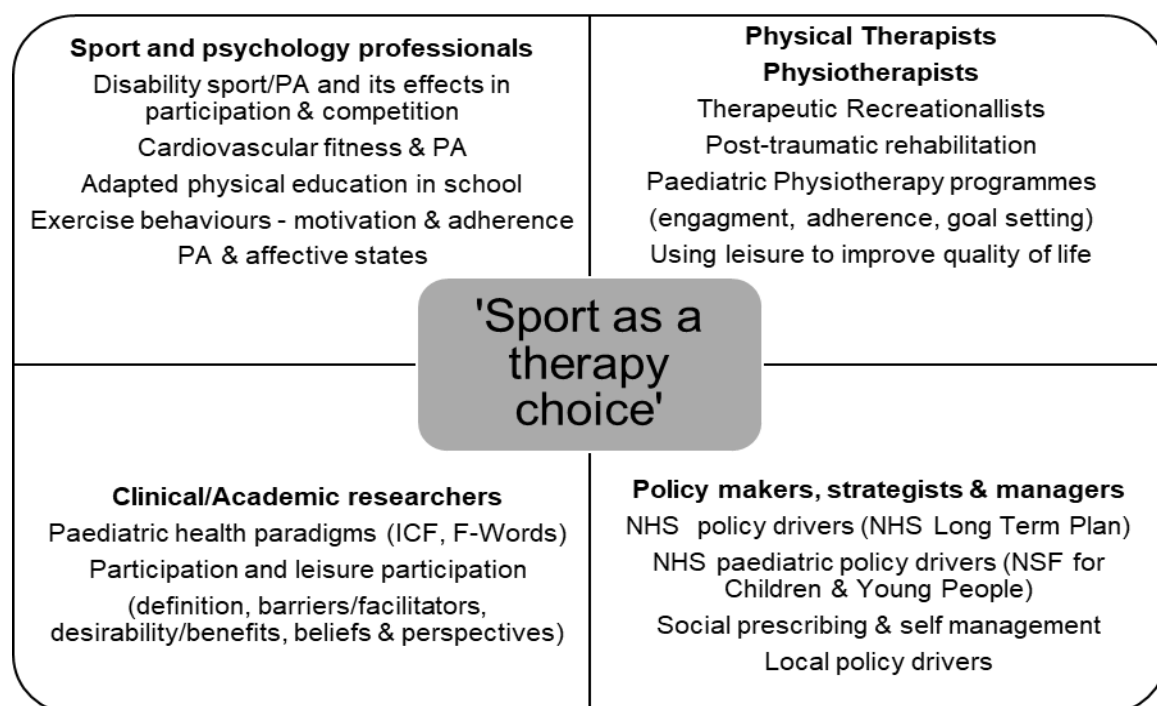 Sport and psychology professionals
Disability sport/PA and its effects in
participation & competition
Cardiovascular fitness & PA
Adapted physical education in school
Exercise behaviours - motivation & adherence
PA & affective states
Physical Therapists
Physiotherapists
Therapeutic Recreationallists
Post-traumatic rehabilitation
Paediatric Physiotherapy programmes
(engagment, adherence, goal setting)
Using leisure to improve quality of life
'Sport as a
therapy
choice'
Clinical/Academic researchers
Paediatric health paradigms (ICF, F-Words)
Participation and leisure participation
(definition, barriers/facilitators,
desirability/benefits, beliefs & perspectives)
Policy makers, strategists & managers
NHS policy drivers (NHS Long Term Plan)
NHS paediatric policy drivers (NSF for
Children & Young People)
Social prescribing & self management
Local policy drivers